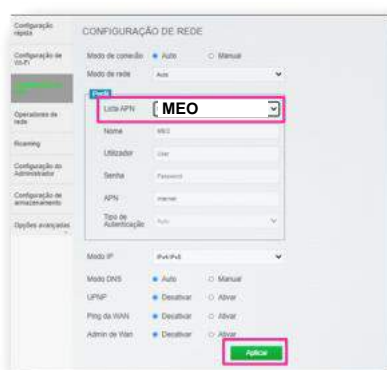 Configuração rápida
CONFIGURAÇÃO DE REDE
Configuração de Wi-Fi
Operadores de rede
Roaming
Configuração do Administrador
Configuração de armazenamento
Opções avançadas
Modo de conexão Auto Manual
Modo de rede Auto
Perfil
Lista APN MEO
Nome MEO
Utilizador User
Senha Password
APN internet
Tipo de Autenticação Auto
Modo IP IPv4/IPv6
Modo DNS Auto Manual
UPNP Desativar Ativar
Ping da WAN Desativar Ativar
Admin de Wan Desativar Ativar
Aplicar